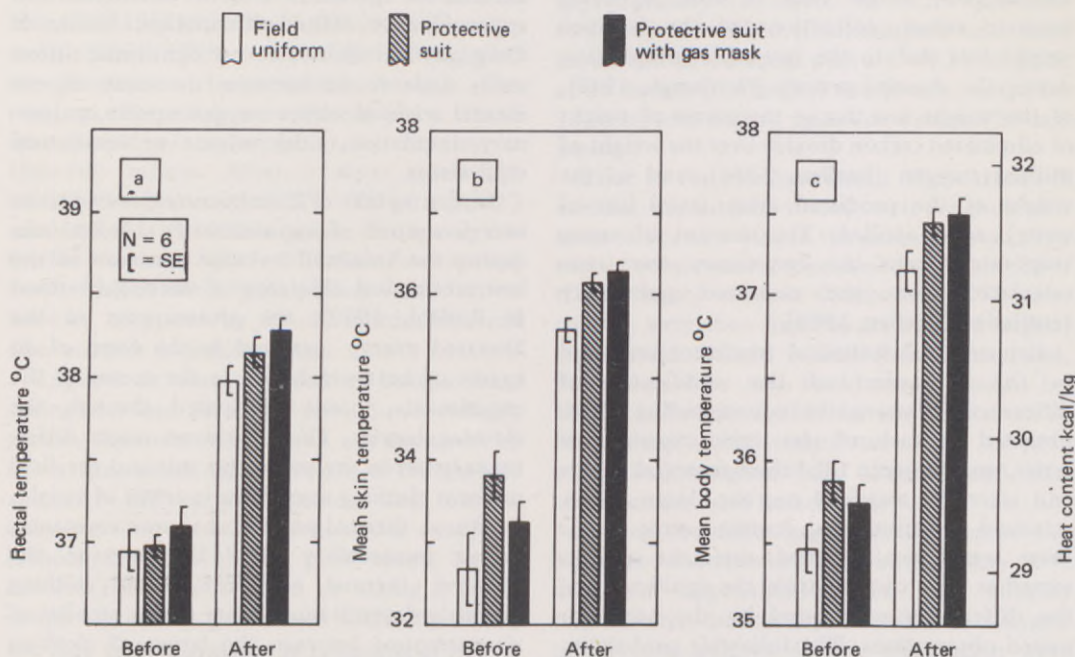 Field
uniform
Protective
suit
Protective suit
with gas mask
a
N = 6
= SE
39
38
37
Rectal temperature °C
Before After
b
38
36
34
32
Mean skin temperature °C
Before After
c
38
37
36
35
Mean body temperature °C
32
31
30
29
Heat content kcal/kg
Before After